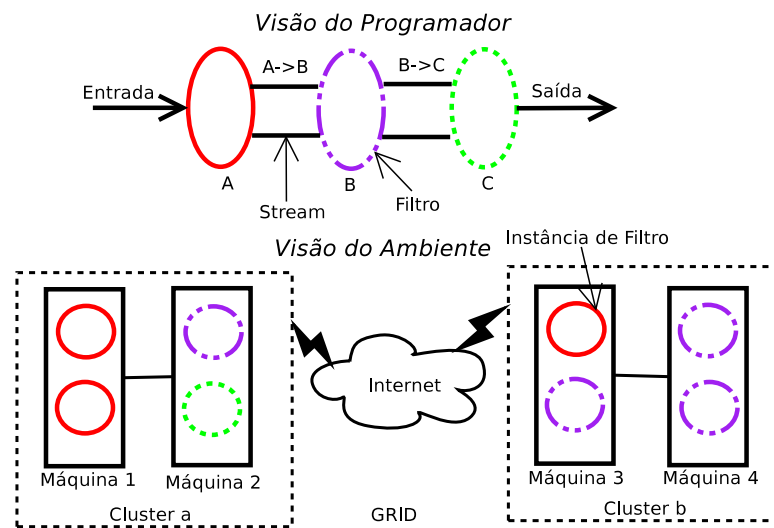 Visão do Programador
A->B
B->C
Entrada
Saída
A
B
C
Stream
Filtro
Visão do Ambiente
Instância de Filtro
Internet
Máquina 1
Máquina 2
Máquina 3
Máquina 4
Cluster a
GRID
Cluster b